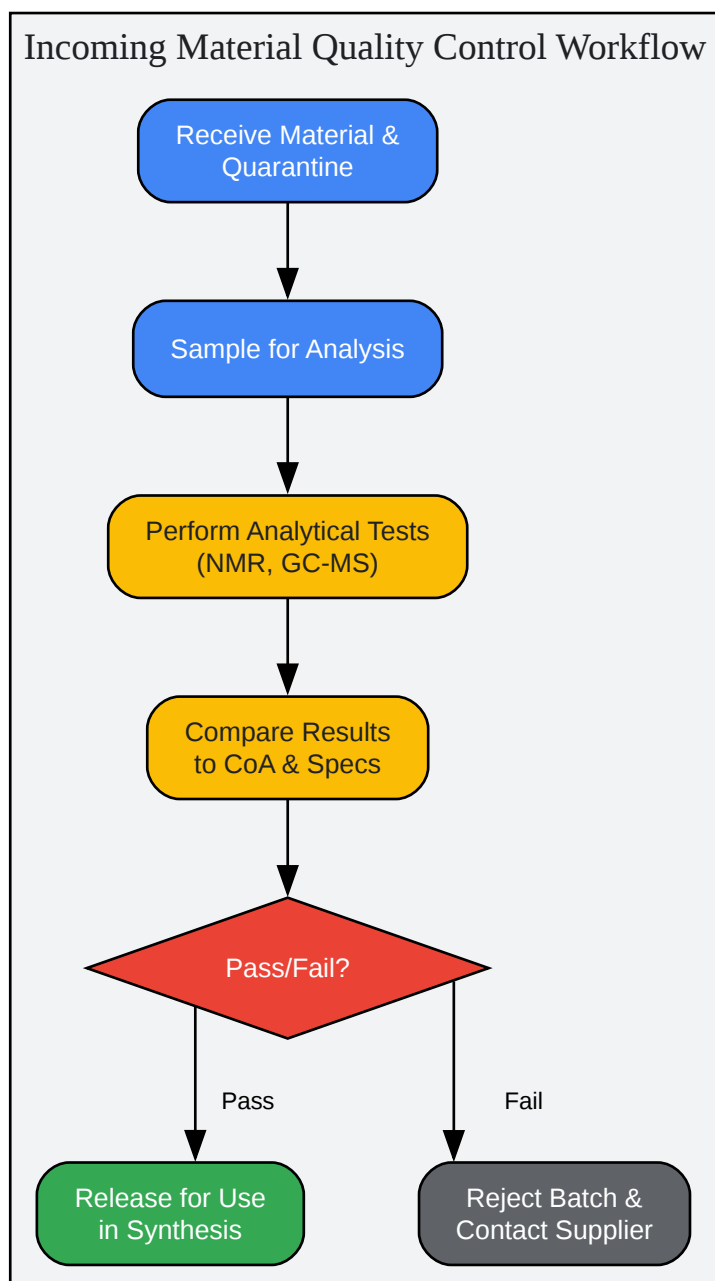 Incoming Material Quality Control Workflow
Receive Material &
Quarantine
Sample for Analysis
Perform Analytical Tests
(NMR, GC-MS)
Compare Results
to CoA & Specs
Pass/Fail?
Pass
Fail
Release for Use
in Synthesis
Reject Batch &
Contact Supplier